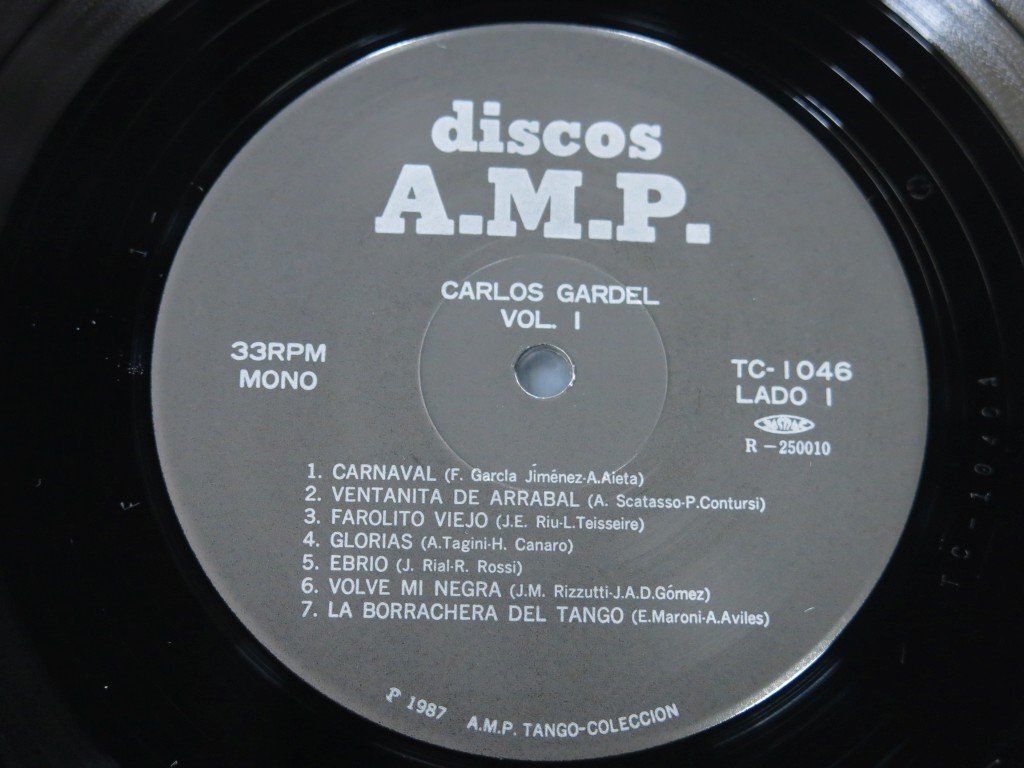 discos
A.M.P.
CARLOS GARDEL
VOL. I
33RPM
MONO
TC-1046
LADO I
JASRAC
R-250010
1. CARNAVAL (F. García Jiménez-A.Aieta)
2. VENTANITA DE ARRABAL (A. Scatasso-P.Contursi)
3. FAROLITO VIEJO (J.E. Riu-L.Teisseire)
4. GLORIAS (A.Tagini-H. Canaro)
5. EBRIO (J. Rial-R. Rossi)
6. VOLVE MI NEGRA (J.M. Rizzutti-J.A.D.Gómez)
7. LA BORRACHERA DEL TANGO (E.Maroni-A.Aviles)
P 1987 A.M.P. TANGO-COLECCION